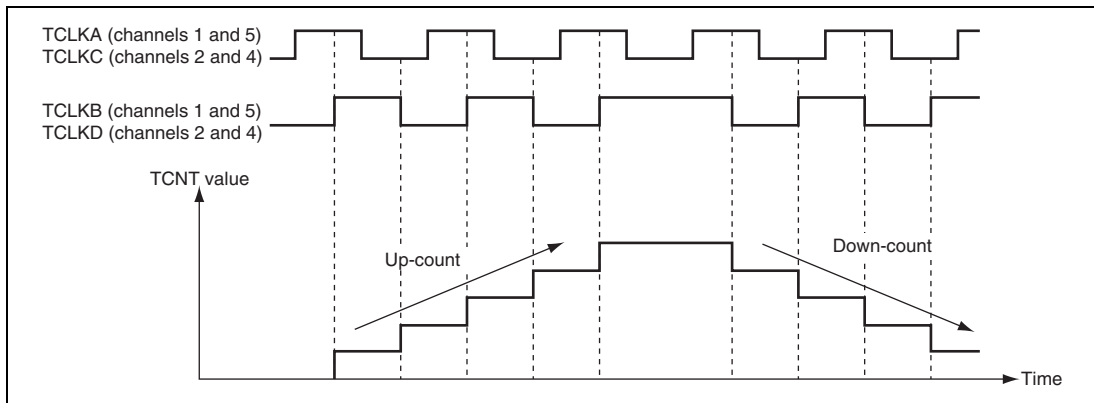 TCLKA (channels 1 and 5)
TCLKC (channels 2 and 4)
TCLKB (channels 1 and 5)
TCLKD (channels 2 and 4)
TCNT value
Up-count
Down-count
Time